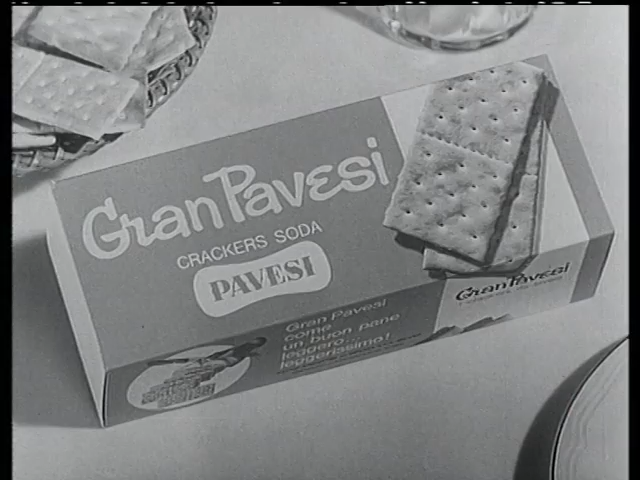 GranPavesi
CRACKERS SODA
PAVESI
Gran Pavesi
come
un buon pane
leggero...
leggerissimo!
GranPavesi